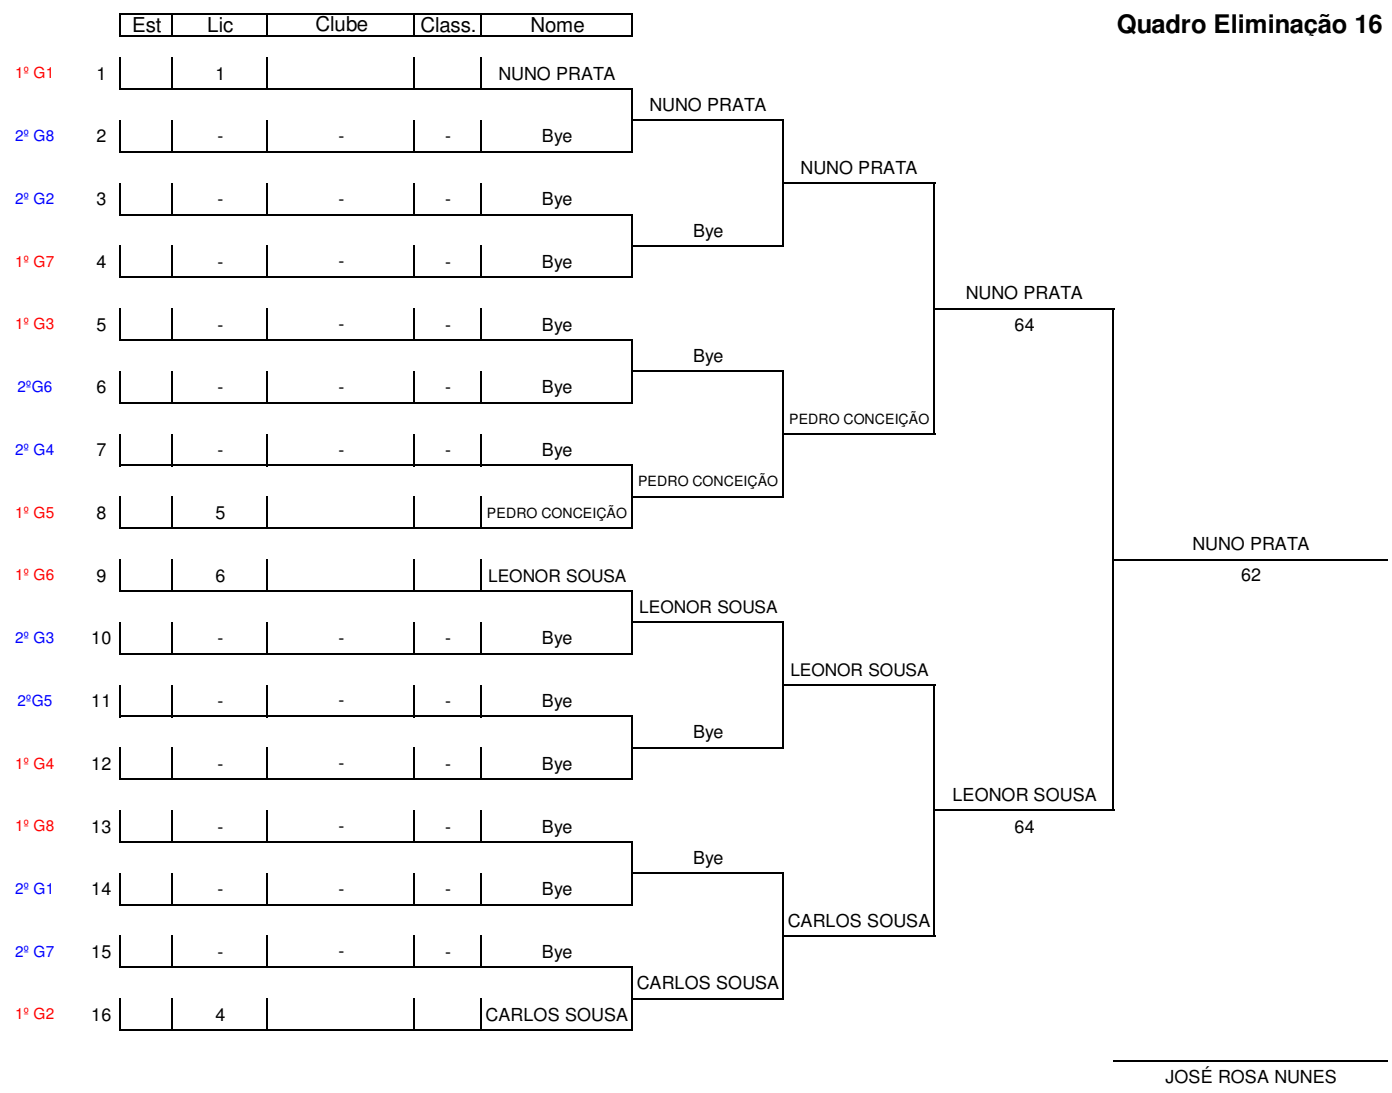 Est Lic Clube Class. Nome
Quadro Eliminação 16
1º G1 1 1 NUNO PRATA
NUNO PRATA
2º G8 2 - - - Bye
NUNO PRATA
2º G2 3 - - - Bye
Bye
1º G7 4 - - - Bye
NUNO PRATA
1º G3 5 - - - Bye
64
Bye
2ºG6 6 - - - Bye
PEDRO CONCEIÇÃO
2º G4 7 - - - Bye
PEDRO CONCEIÇÃO
1º G5 8 5 PEDRO CONCEIÇÃO
NUNO PRATA
1º G6 9 6 LEONOR SOUSA
62
LEONOR SOUSA
2º G3 10 - - - Bye
LEONOR SOUSA
2ºG5 11 - - - Bye
Bye
1º G4 12 - - - Bye
LEONOR SOUSA
1º G8 13 - - - Bye
64
Bye
2º G1 14 - - - Bye
CARLOS SOUSA
2º G7 15 - - - Bye
CARLOS SOUSA
1º G2 16 4 CARLOS SOUSA
JOSÉ ROSA NUNES